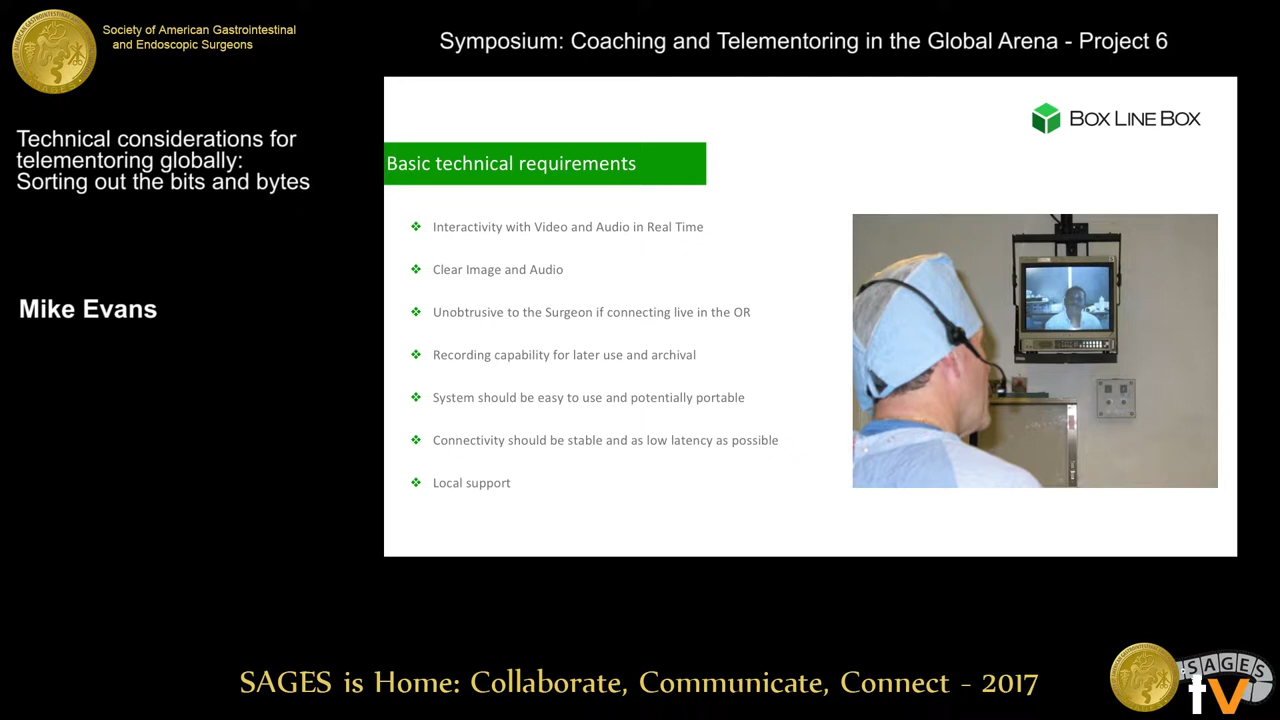 Society of American Gastrointestinal
and Endoscopic Surgeons
Symposium: Coaching and Telementoring in the Global Arena - Project 6
Technical considerations for
telementoring globally:
Sorting out the bits and bytes
Mike Evans
BOX LINE BOX
Basic technical requirements
Interactivity with Video and Audio in Real Time
Clear Image and Audio
Unobtrusive to the Surgeon if connecting live in the OR
Recording capability for later use and archival
System should be easy to use and potentially portable
Connectivity should be stable and as low latency as possible
Local support
SAGES is Home: Collaborate, Communicate, Connect - 2017
SAGES
tv